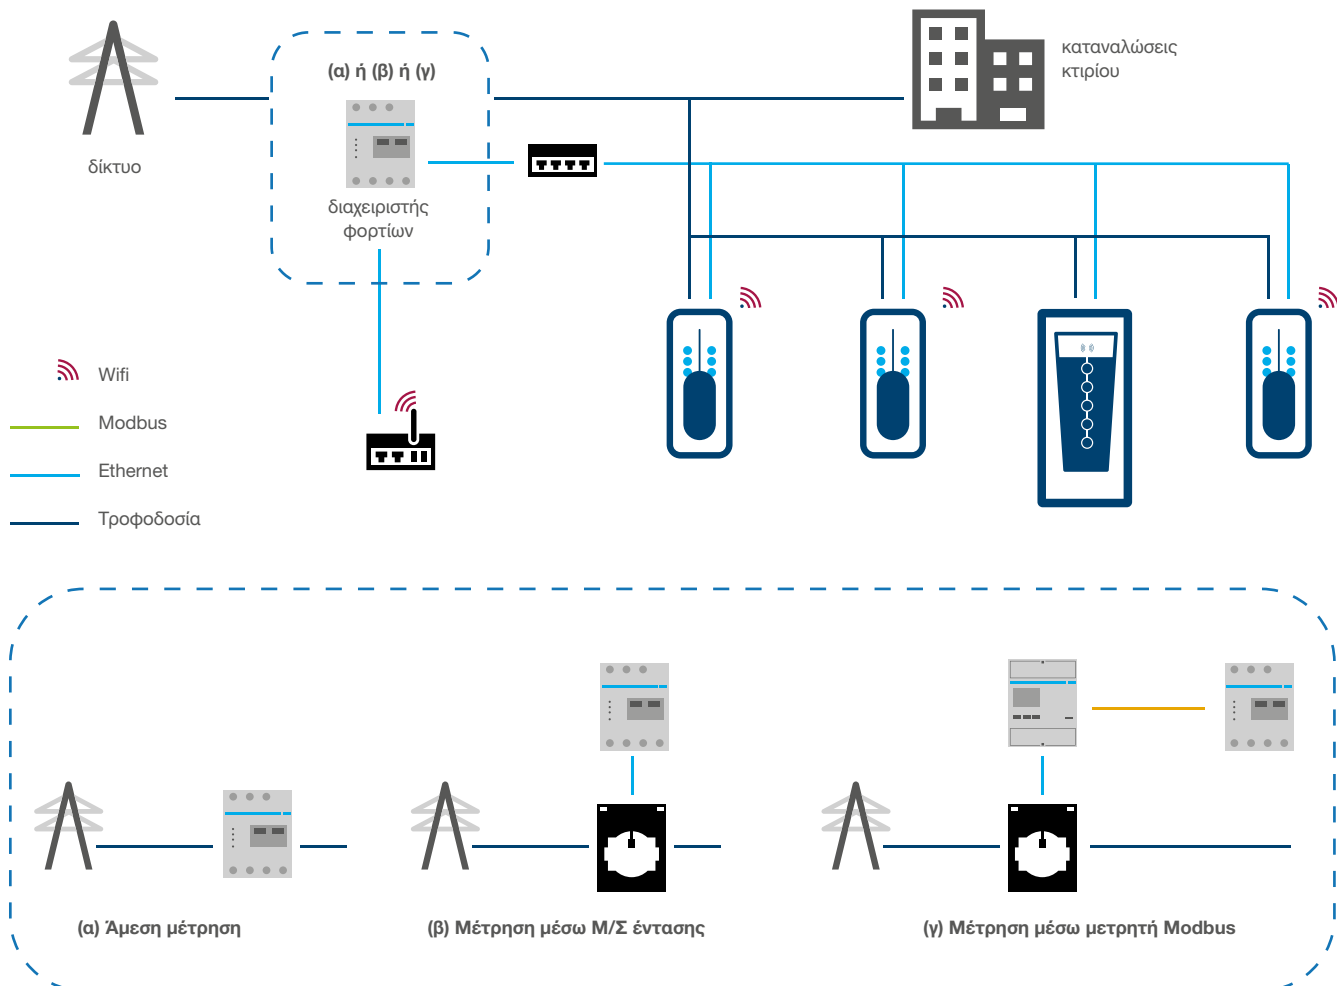 (α) ή (β) ή (γ)
καταναλώσεις
κτιρίου
δίκτυο
διαχειριστής
φορτίων
Wifi
Modbus
Ethernet
Τροφοδοσία
(α) Άμεση μέτρηση
(β) Μέτρηση μέσω Μ/Σ έντασης
(γ) Μέτρηση μέσω μετρητή Modbus